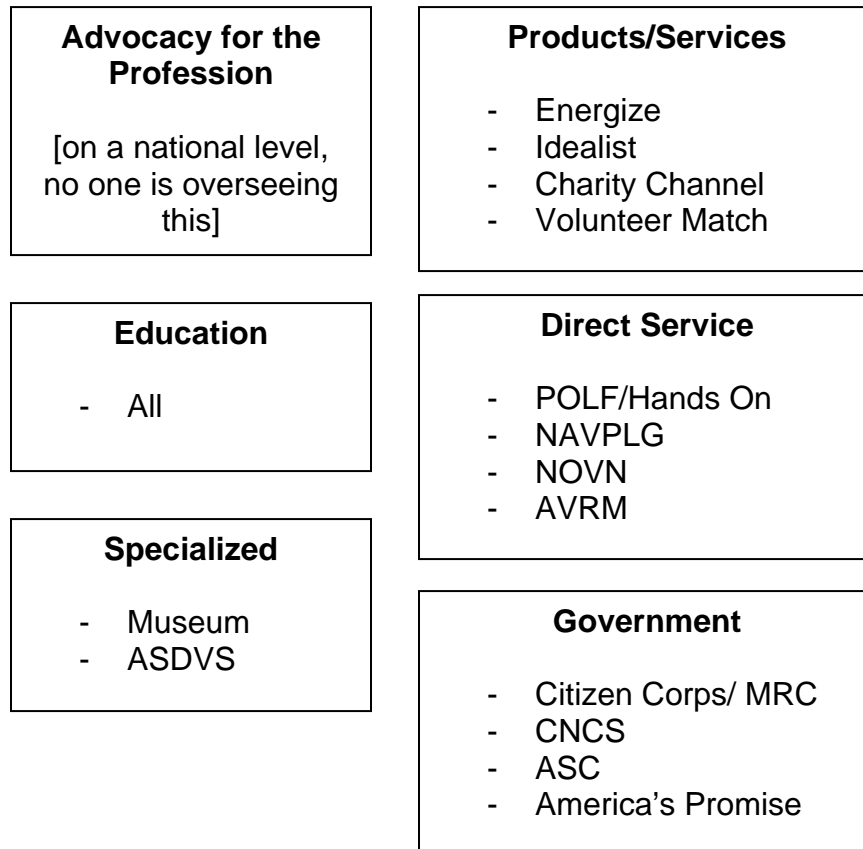 Advocacy for the
Profession
[on a national level,
no one is overseeing
this]
Education
- All
Specialized
- Museum
- ASDVS
Products/Services
- Energize
- Idealist
- Charity Channel
- Volunteer Match
Direct Service
- POLF/Hands On
- NAVPLG
- NOVN
- AVRM
Government
- Citizen Corps/ MRC
- CNCS
- ASC
- America's Promise